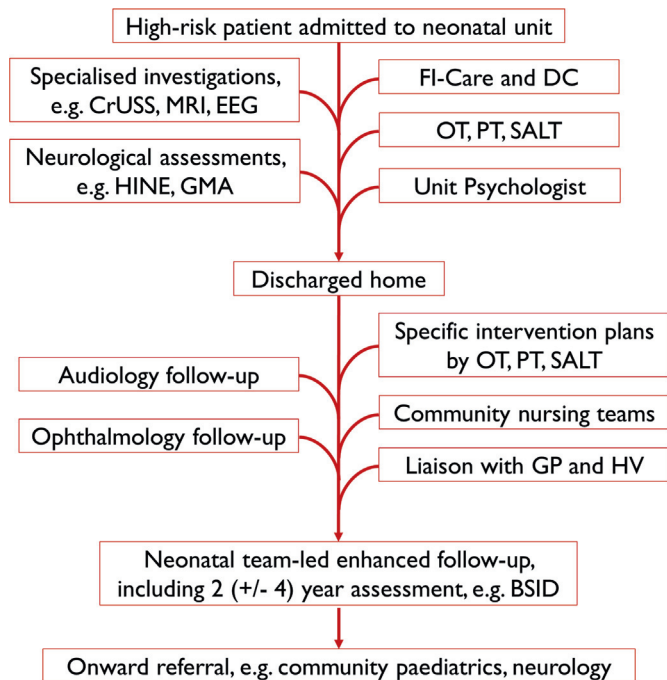 High-risk patient admitted to neonatal unit
Specialised investigations,
e.g. CrUSS, MRI, EEG
FI-Care and DC
OT, PT, SALT
Neurological assessments,
e.g. HINE, GMA
Unit Psychologist
Discharged home
Specific intervention plans
by OT, PT, SALT
Audiology follow-up
Community nursing teams
Ophthalmology follow-up
Liaison with GP and HV
Neonatal team-led enhanced follow-up,
including 2 (+/- 4) year assessment, e.g. BSID
Onward referral, e.g. community paediatrics, neurology